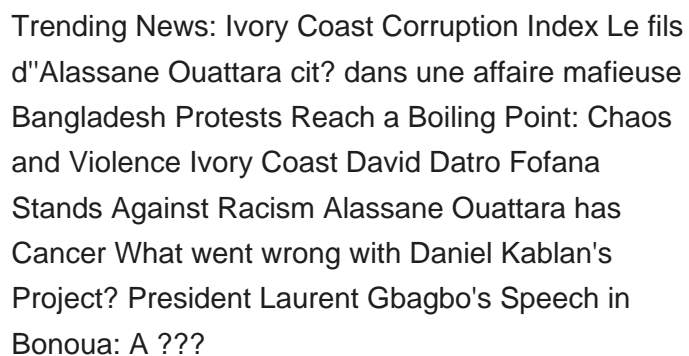 Trending News: Ivory Coast Corruption Index Le fils
d''Alassane Ouattara cit? dans une affaire mafieuse
Bangladesh Protests Reach a Boiling Point: Chaos
and Violence Ivory Coast David Datro Fofana
Stands Against Racism Alassane Ouattara has
Cancer What went wrong with Daniel Kablan's
Project? President Laurent Gbagbo's Speech in
Bonoua: A ???